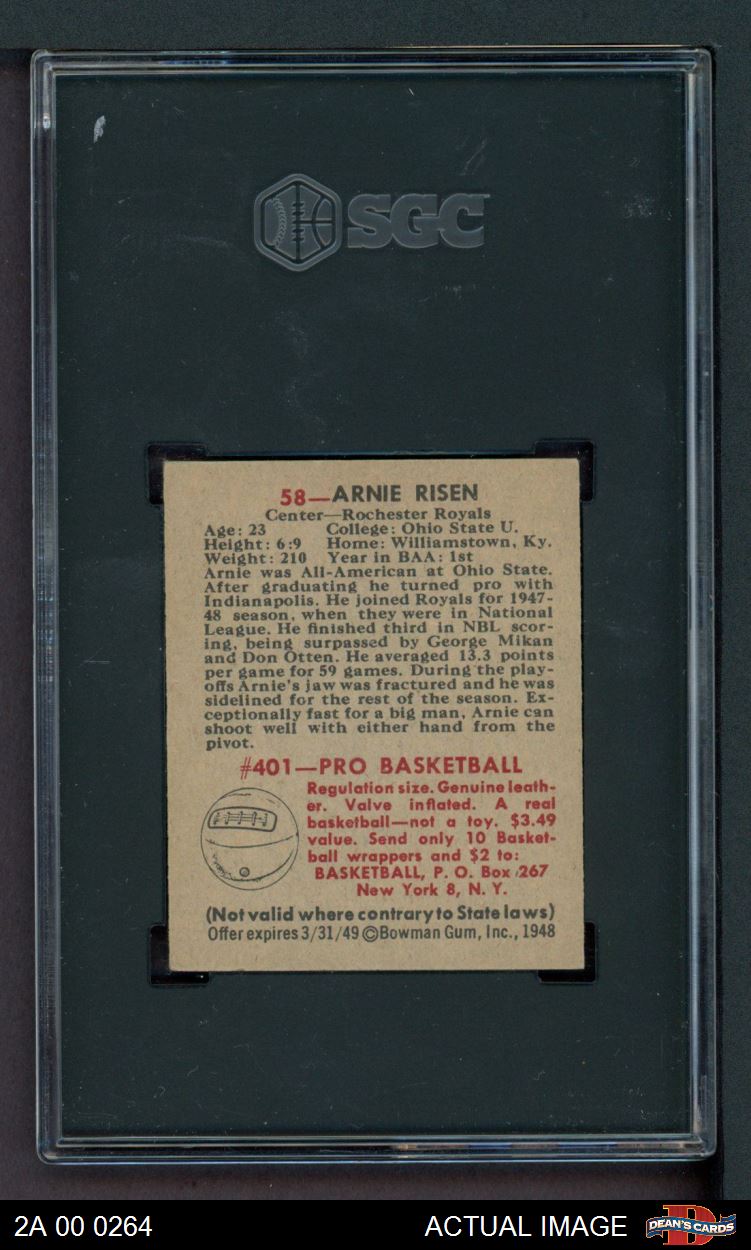 SGC
58—ARNIE RISEN
Center—Rochester Royals
Age: 23 College: Ohio State U.
Height: 6:9 Home: Williamstown, Ky.
Weight: 210 Year in BAA: 1st
Arnie was All-American at Ohio State.
After graduating he turned pro with
Indianapolis. He joined Royals for 1947-
48 season, when they were in National
League. He finished third in NBL scor-
ing, being surpassed by George Mikan
and Don Otten. He averaged 13.3 points
per game for 59 games. During the play-
offs Arnie's jaw was fractured and he was
sidelined for the rest of the season. Ex-
ceptionally fast for a big man, Arnie can
shoot well with either hand from the
pivot.
#401—PRO BASKETBALL
Regulation size. Genuine leath-
er. Valve inflated. A real
basketball—not a toy. $3.49
value. Send only 10 Basket-
ball wrappers and $2 to:
BASKETBALL, P. O. Box 267
New York 8, N. Y.
(Not valid where contrary to State laws)
Offer expires 3/31/49 ©Bowman Gum, Inc., 1948
2A 00 0264 ACTUAL IMAGE DEAN'S CARDS